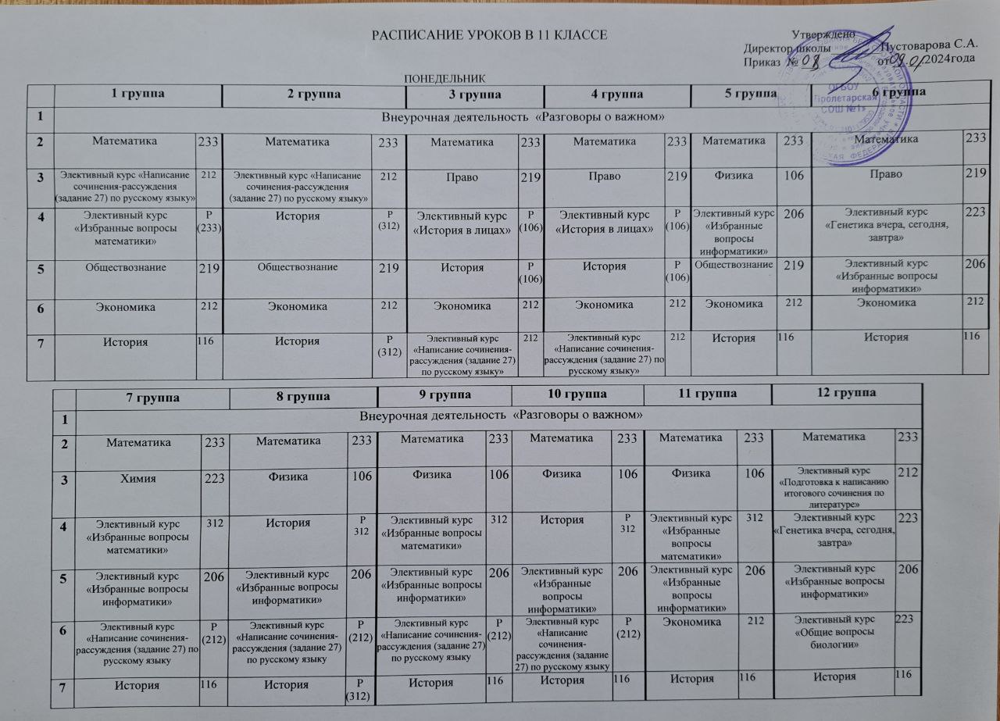 РАСПИСАНИЕ УРОКОВ В 11 КЛАССЕ
Утверждено
Директор школы Пустоварова С.А.
Приказ № 08 от 09.01.2024года
ПОНЕДЕЛЬНИК
ОГБОУ
Пролетарская
СОШ №1»
1 группа 2 группа 3 группа 4 группа 5 группа 6 группа
1 Внеурочная деятельность «Разговоры о важном»
2 Математика 233 Математика 233 Математика 233 Математика 233 Математика 233 Математика 233
3 Элективный курс «Написание сочинения-рассуждения (задание 27) по русскому языку» 212 Элективный курс «Написание сочинения-рассуждения (задание 27) по русскому языку» 212 Право 219 Право 219 Физика 106 Право 219
4 Элективный курс «Избранные вопросы математики» Р (233) История Р (312) Элективный курс «История в лицах» Р (106) Элективный курс «История в лицах» Р (106) Элективный курс «Избранные вопросы информатики» 206 Элективный курс «Генетика вчера, сегодня, завтра» 223
5 Обществознание 219 Обществознание 219 История Р (106) История Р (106) Обществознание 219 Элективный курс «Избранные вопросы информатики» 206
6 Экономика 212 Экономика 212 Экономика 212 Экономика 212 Экономика 212 Экономика 212
7 История 116 История Р (312) Элективный курс «Написание сочинения-рассуждения (задание 27) по русскому языку» 212 Элективный курс «Написание сочинения-рассуждения (задание 27) по русскому языку» 212 История 116 История 116
7 группа 8 группа 9 группа 10 группа 11 группа 12 группа
1 Внеурочная деятельность «Разговоры о важном»
2 Математика 233 Математика 233 Математика 233 Математика 233 Математика 233 Математика 233
3 Химия 223 Физика 106 Физика 106 Физика 106 Физика 106 Элективный курс «Подготовка к написанию итогового сочинения по литературе» 212
4 Элективный курс «Избранные вопросы математики» 312 История Р 312 Элективный курс «Избранные вопросы математики» 312 История Р 312 Элективный курс «Избранные вопросы математики» 312 Элективный курс «Генетика вчера, сегодня, завтра» 223
5 Элективный курс «Избранные вопросы информатики» 206 Элективный курс «Избранные вопросы информатики» 206 Элективный курс «Избранные вопросы информатики» 206 Элективный курс «Избранные вопросы информатики» 206 Элективный курс «Избранные вопросы информатики» 206 Элективный курс «Избранные вопросы информатики» 206
6 Элективный курс «Написание сочинения-рассуждения (задание 27) по русскому языку Р (212) Элективный курс «Написание сочинения-рассуждения (задание 27) по русскому языку Р (212) Элективный курс «Написание сочинения-рассуждения (задание 27) по русскому языку Р (212) Элективный курс «Написание сочинения-рассуждения (задание 27) по русскому языку Р (212) Экономика 212 Элективный курс «Общие вопросы биологии» 223
7 История 116 История Р (312) История 116 История 116 История 116 История 116